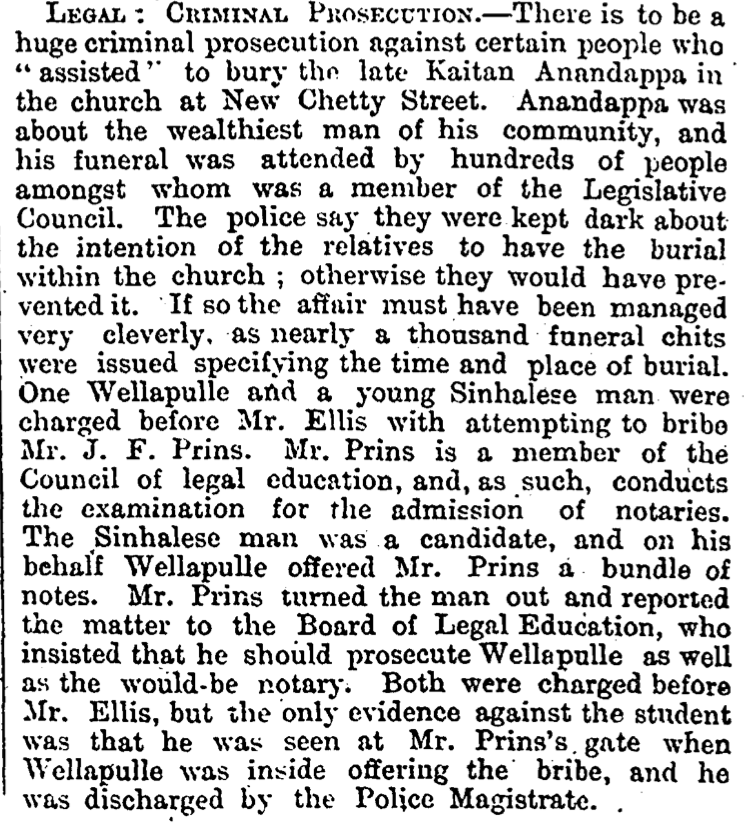 LEGAL: CRIMINAL PROSECUTION.—There is to be a
huge criminal prosecution against certain people who
"assisted" to bury the late Kaitan Anandappa in
the church at New Chetty Street. Anandappa was
about the wealthiest man of his community, and
his funeral was attended by hundreds of people
amongst whom was a member of the Legislative
Council. The police say they were kept dark about
the intention of the relatives to have the burial
within the church; otherwise they would have pre-
vented it. If so the affair must have been managed
very cleverly, as nearly a thousand funeral chits
were issued specifying the time and place of burial.
One Wellapulle and a young Sinhalese man were
charged before Mr. Ellis with attempting to bribe
Mr. J. F. Prins. Mr. Prins is a member of the
Council of legal education, and, as such, conducts
the examination for the admission of notaries.
The Sinhalese man was a candidate, and on his
behalf Wellapulle offered Mr. Prins a bundle of
notes. Mr. Prins turned the man out and reported
the matter to the Board of Legal Education, who
insisted that he should prosecute Wellapulle as well
as the would-be notary. Both were charged before
Mr. Ellis, but the only evidence against the student
was that he was seen at Mr. Prins's gate when
Wellapulle was inside offering the bribe, and he
was discharged by the Police Magistrate.